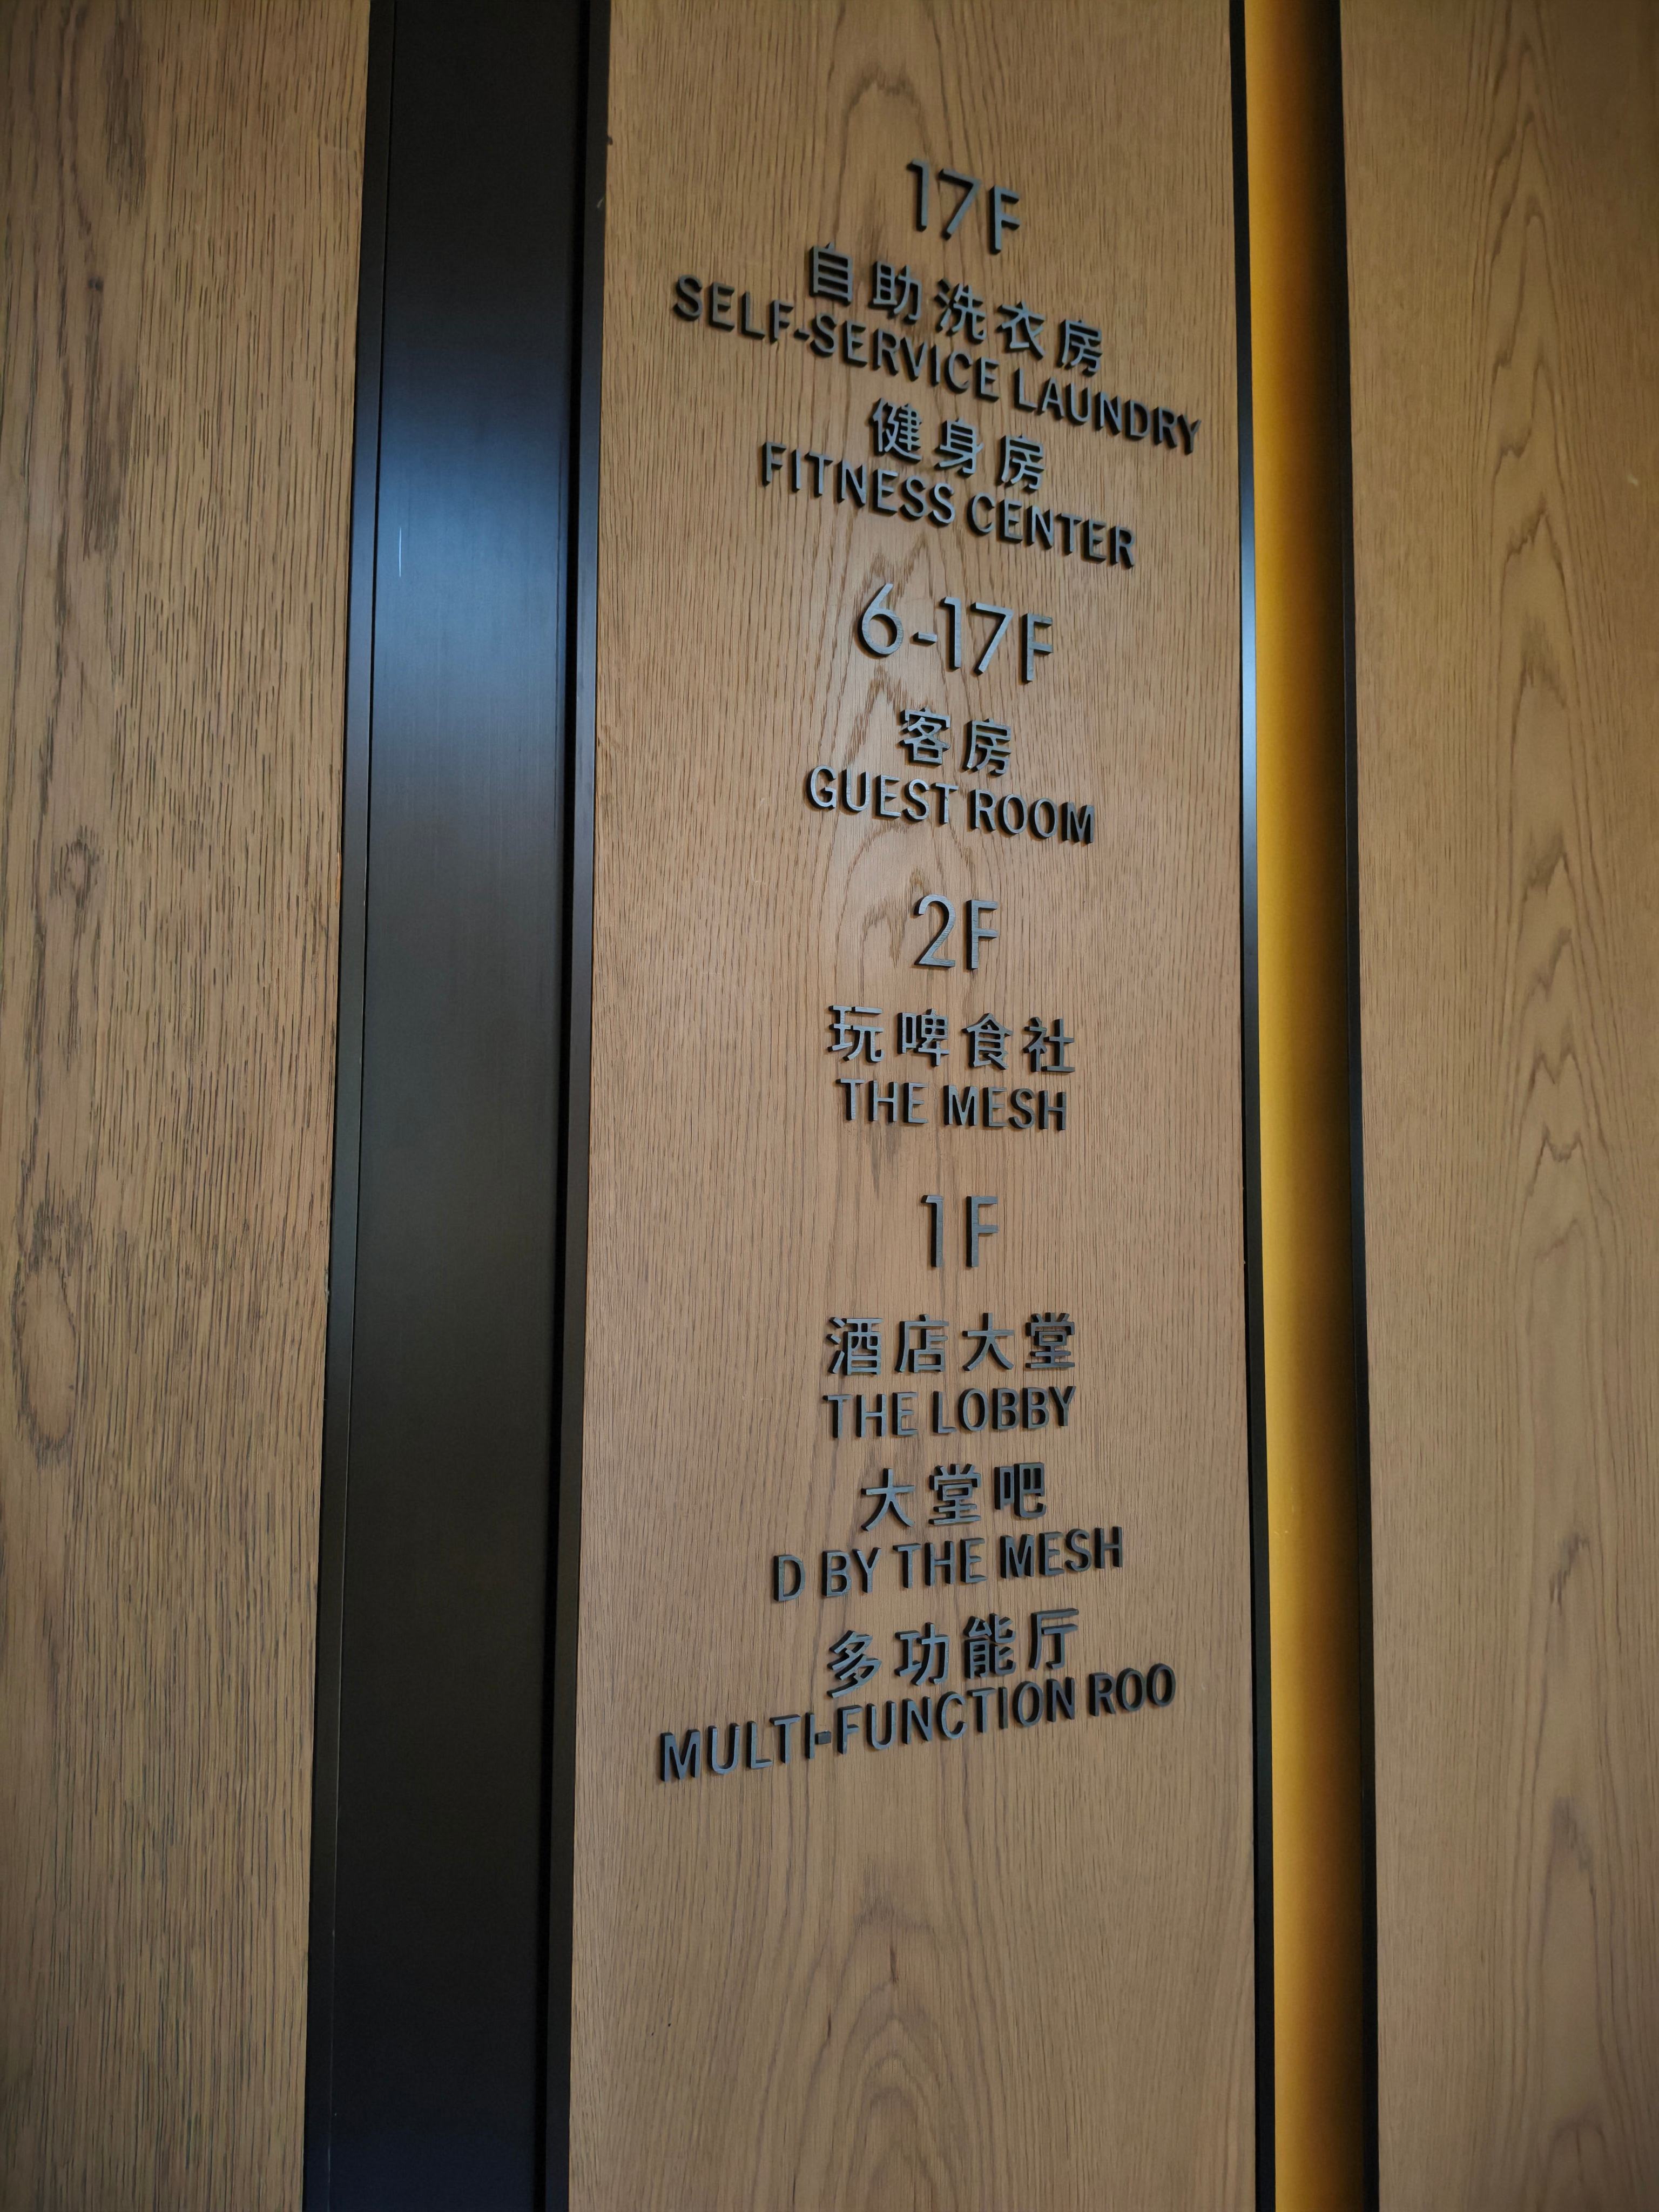 17F
自助洗衣房
SELF-SERVICE LAUNDRY
健身房
FITNESS CENTER
6-17F
客房
GUEST ROOM
2F
玩啤食社
THE MESH
1F
酒店大堂
THE LOBBY
大堂吧
D BY THE MESH
多功能厅
MULTI-FUNCTION ROO